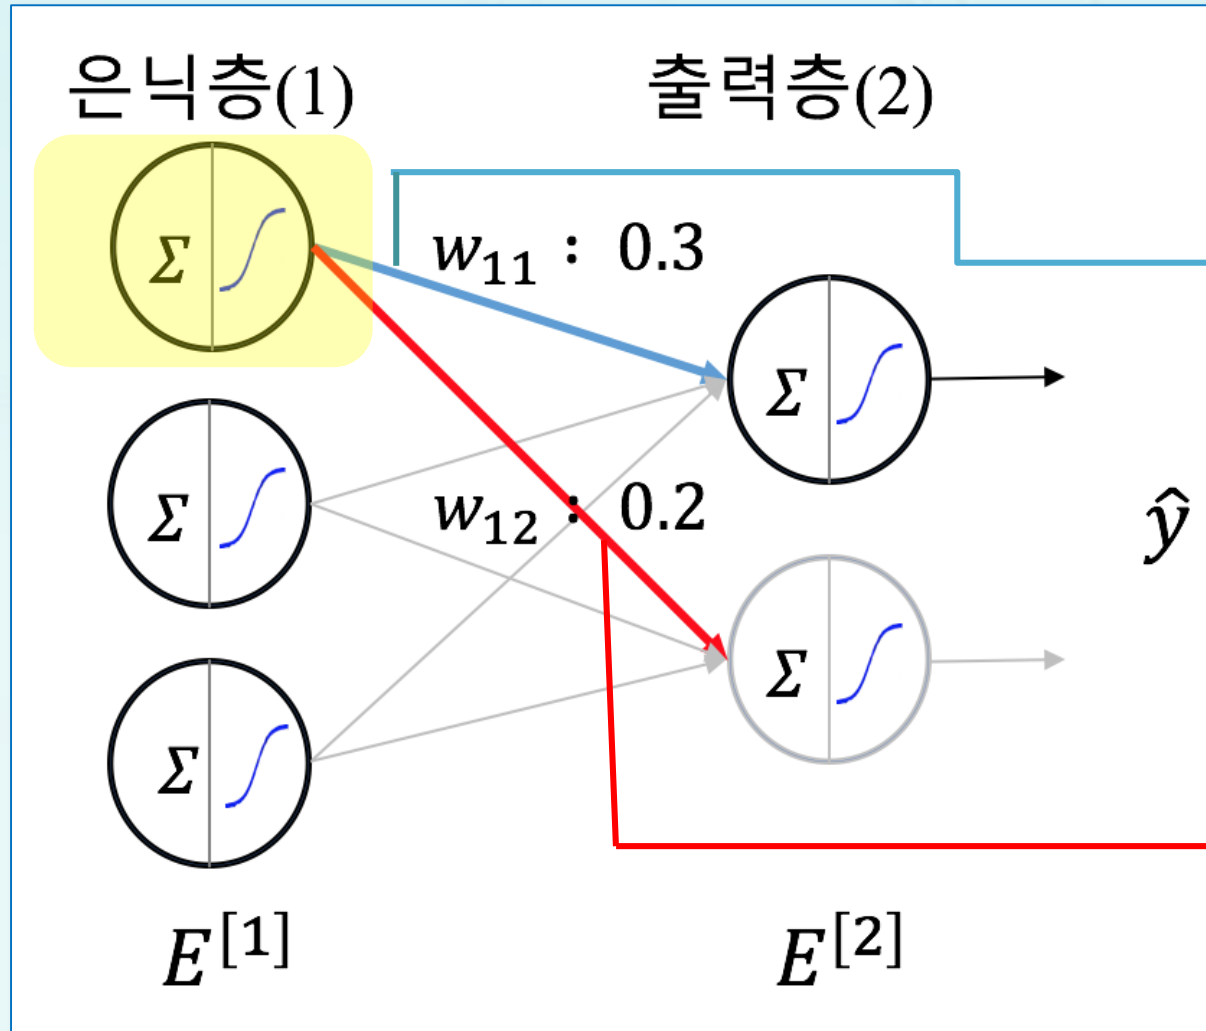 은닉층(1)
출력층(2)
Σ
w₁₁ : 0.3
Σ
Σ
w₁₂ : 0.2
ŷ
Σ
Σ
E^[1]
E^[2]